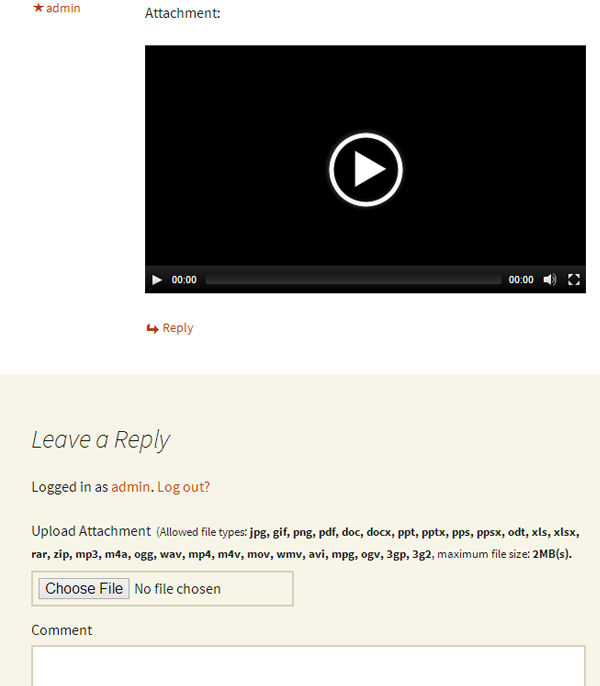 admin
Attachment:
00:00 00:00
Reply
Leave a Reply
Logged in as admin. Log out?
Upload Attachment (Allowed file types: jpg, gif, png, pdf, doc, docx, ppt, pptx, pps, ppsx, odt, xls, xlsx,
rar, zip, mp3, m4a, ogg, wav, mp4, m4v, mov, wmv, avi, mpg, ogv, 3gp, 3g2, maximum file size: 2MB(s).
Choose File No file chosen
Comment